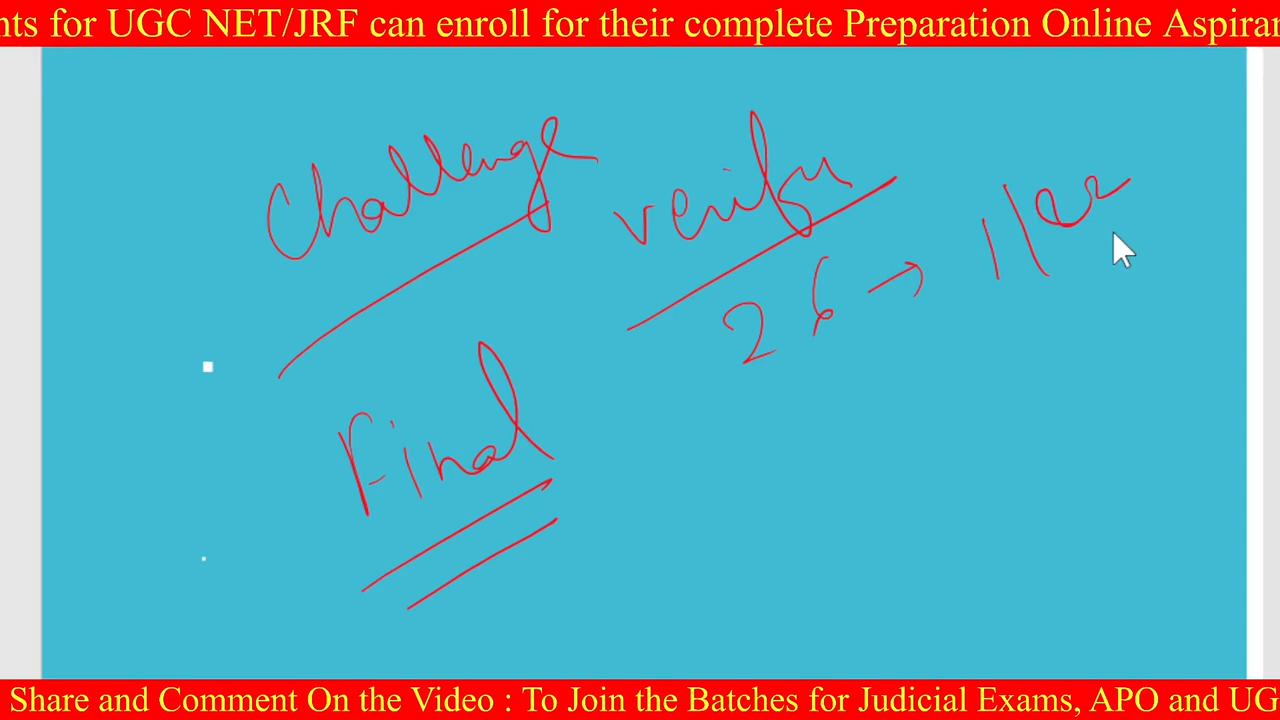 nts for UGC NET/JRF can enroll for their complete Preparation Online Aspiran
Challenge verify
26 →
Final
Share and Comment On the Video : To Join the Batches for Judicial Exams, APO and UG